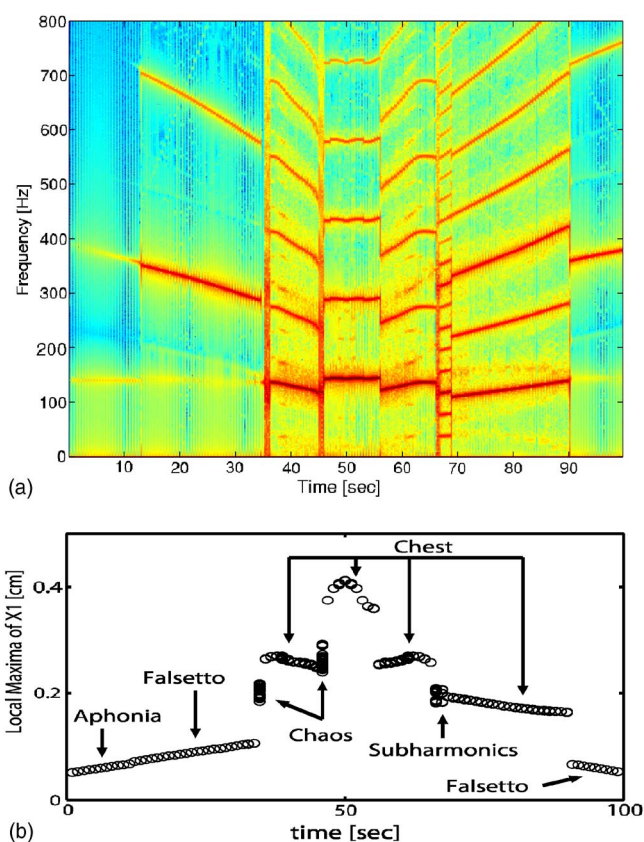 800
700
600
500
400
300
200
100
0
Frequency [Hz]
10 20 30 40 50 60 70 80 90
Time [sec]
(a)
Local Maxima of X1 [cm]
0.4
0.2
0
Chest
Falsetto
Aphonia
Chaos
Subharmonics
Falsetto
0 50 100
time [sec]
(b)